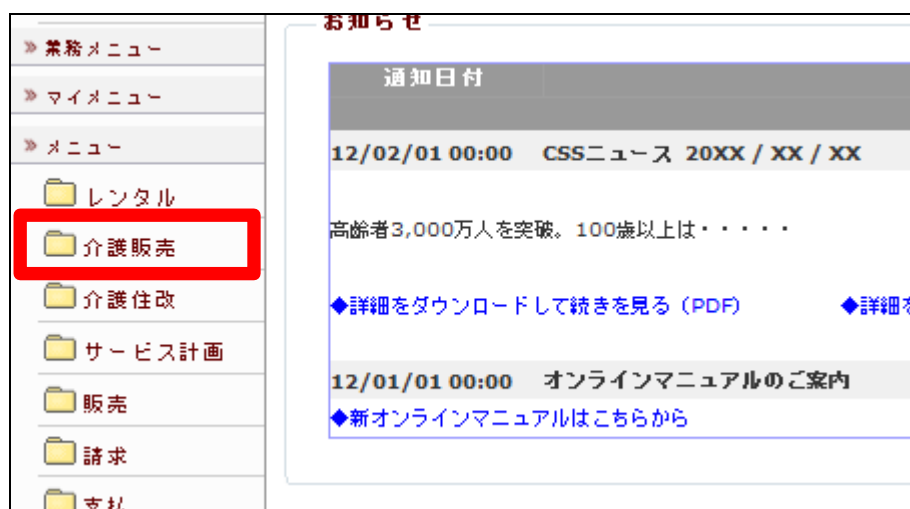 業務メニュー
マイメニュー
メニュー
レンタル
介護販売
介護住改
サービス計画
販売
請求
支払
お知らせ
通知日付
12/02/01 00:00 CSSニュース 20XX / XX / XX
高齢者3,000万人を突破。100歳以上は・・・・・
◆詳細をダウンロードして続きを見る（PDF） ◆詳細を
12/01/01 00:00 オンラインマニュアルのご案内
◆新オンラインマニュアルはこちらから